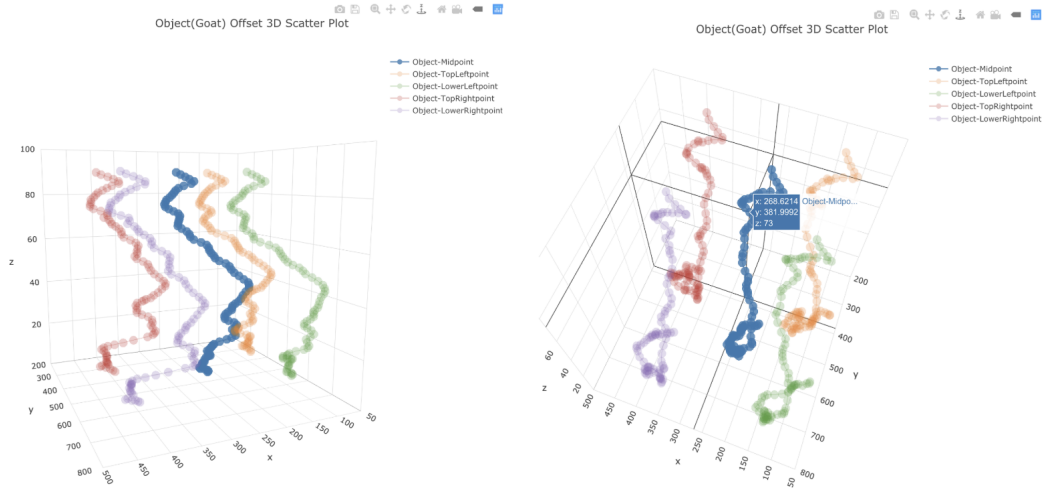 Object(Goat) Offset 3D Scatter Plot
Object-Midpoint
Object-TopLeftpoint
Object-LowerLeftpoint
Object-TopRightpoint
Object-LowerRightpoint
100
80
60
z
40
20
200
300
400
y
500
600
700
800
500
450
400
350
300
x
250
200
150
100
50
Object(Goat) Offset 3D Scatter Plot
Object-Midpoint
Object-TopLeftpoint
Object-LowerLeftpoint
Object-TopRightpoint
Object-LowerRightpoint
x: 268.6214 Object-Midpo...
y: 381.9992
z: 73
200
300
400
y
500
600
700
800
60
z
40
20
500
450
400
350
x
300
250
200
150
100
50